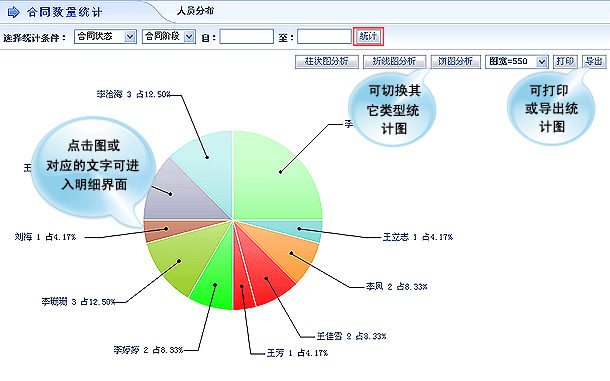 合同数量统计 人员分布
选择统计条件： 合同状态 合同阶段 自： 至： 统计
柱状图分析 折线图分析 饼图分析 图宽=550 打印 导出
可切换其
它类型统
计图
可打印
或导出统
计图
点击图或
对应的文字可进
入明细界面
李沧海 3 占12.50%
李
王
刘海 1 占4.17%
王立志 1 占4.17%
李凤 2 占8.33%
李珊珊 3 占12.50%
王佳雪 2 占8.33%
李婷婷 2 占8.33%
王芳 1 占4.17%